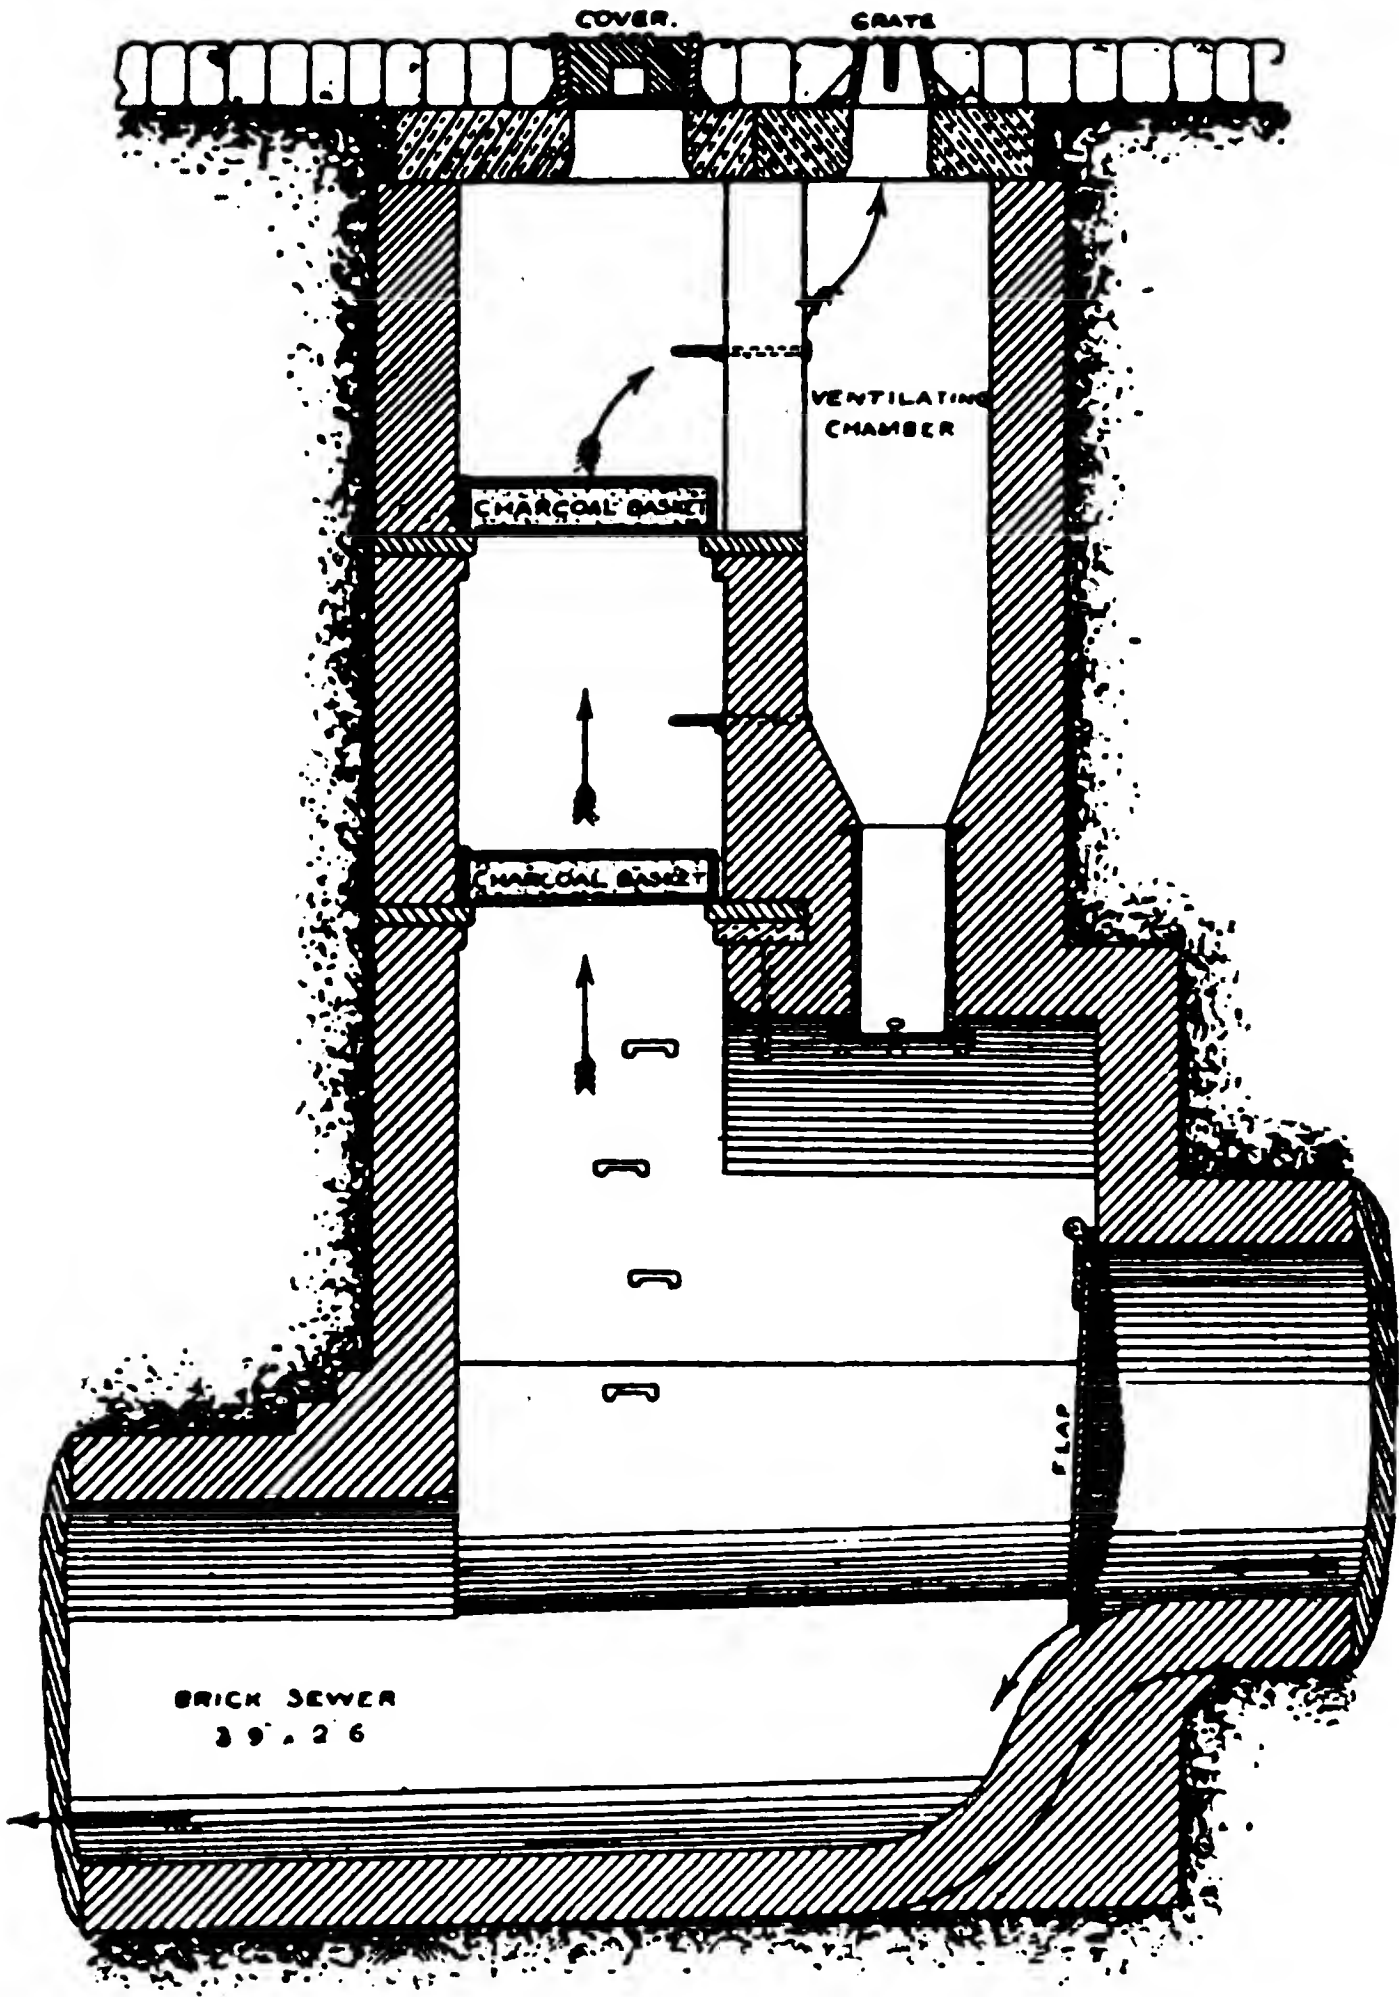 COVER.
GRATE
VENTILATING
CHAMBER
CHARCOAL BASKET
CHARCOAL BASKET
FLAP
BRICK SEWER
3 9 x 2 6